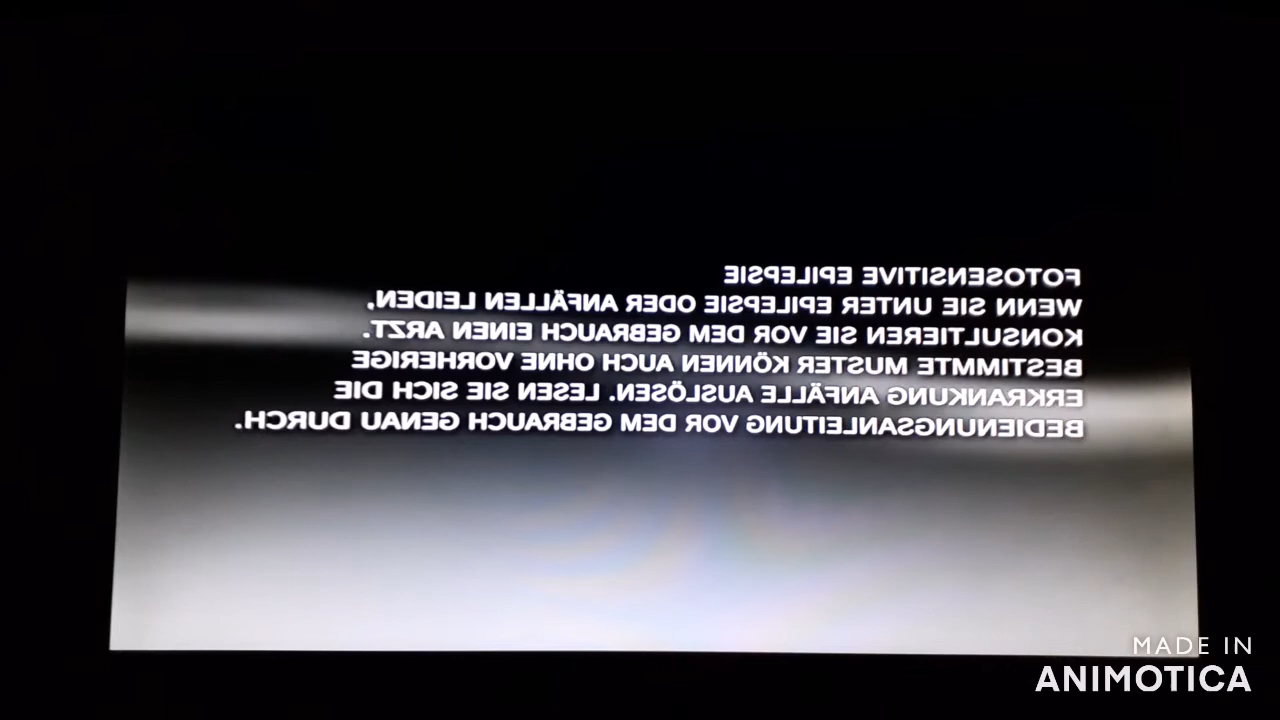 FOTOSENSITIVE EPILEPSIE
WENN SIE UNTER EPILEPSIE ODER ANFÄLLEN LEIDEN,
KONSULTIEREN SIE VOR DEM GEBRAUCH EINEN ARZT.
BESTIMMTE MUSTER KÖNNEN AUCH OHNE VORHERIGE
ERKRANKUNG ANFÄLLE AUSLÖSEN. LESEN SIE SICH DIE
BEDIENUNGSANLEITUNG VOR DEM GEBRAUCH GENAU DURCH.
MADE IN
ANIMOTICA